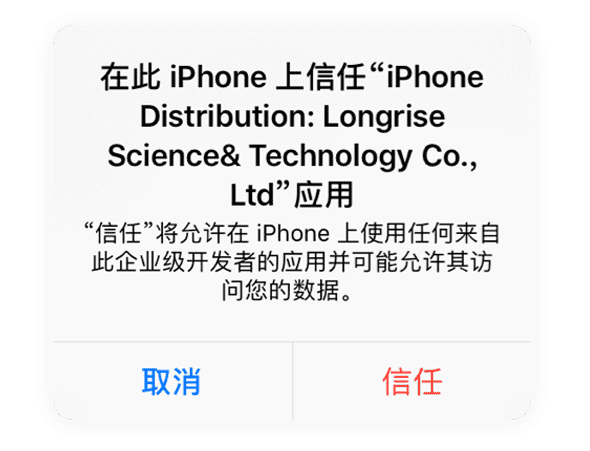 在此 iPhone 上信任“iPhone
Distribution: Longrise
Science& Technology Co.,
Ltd”应用
“信任”将允许在 iPhone 上使用任何来自
此企业级开发者的应用并可能允许其访
问您的数据。
取消
信任